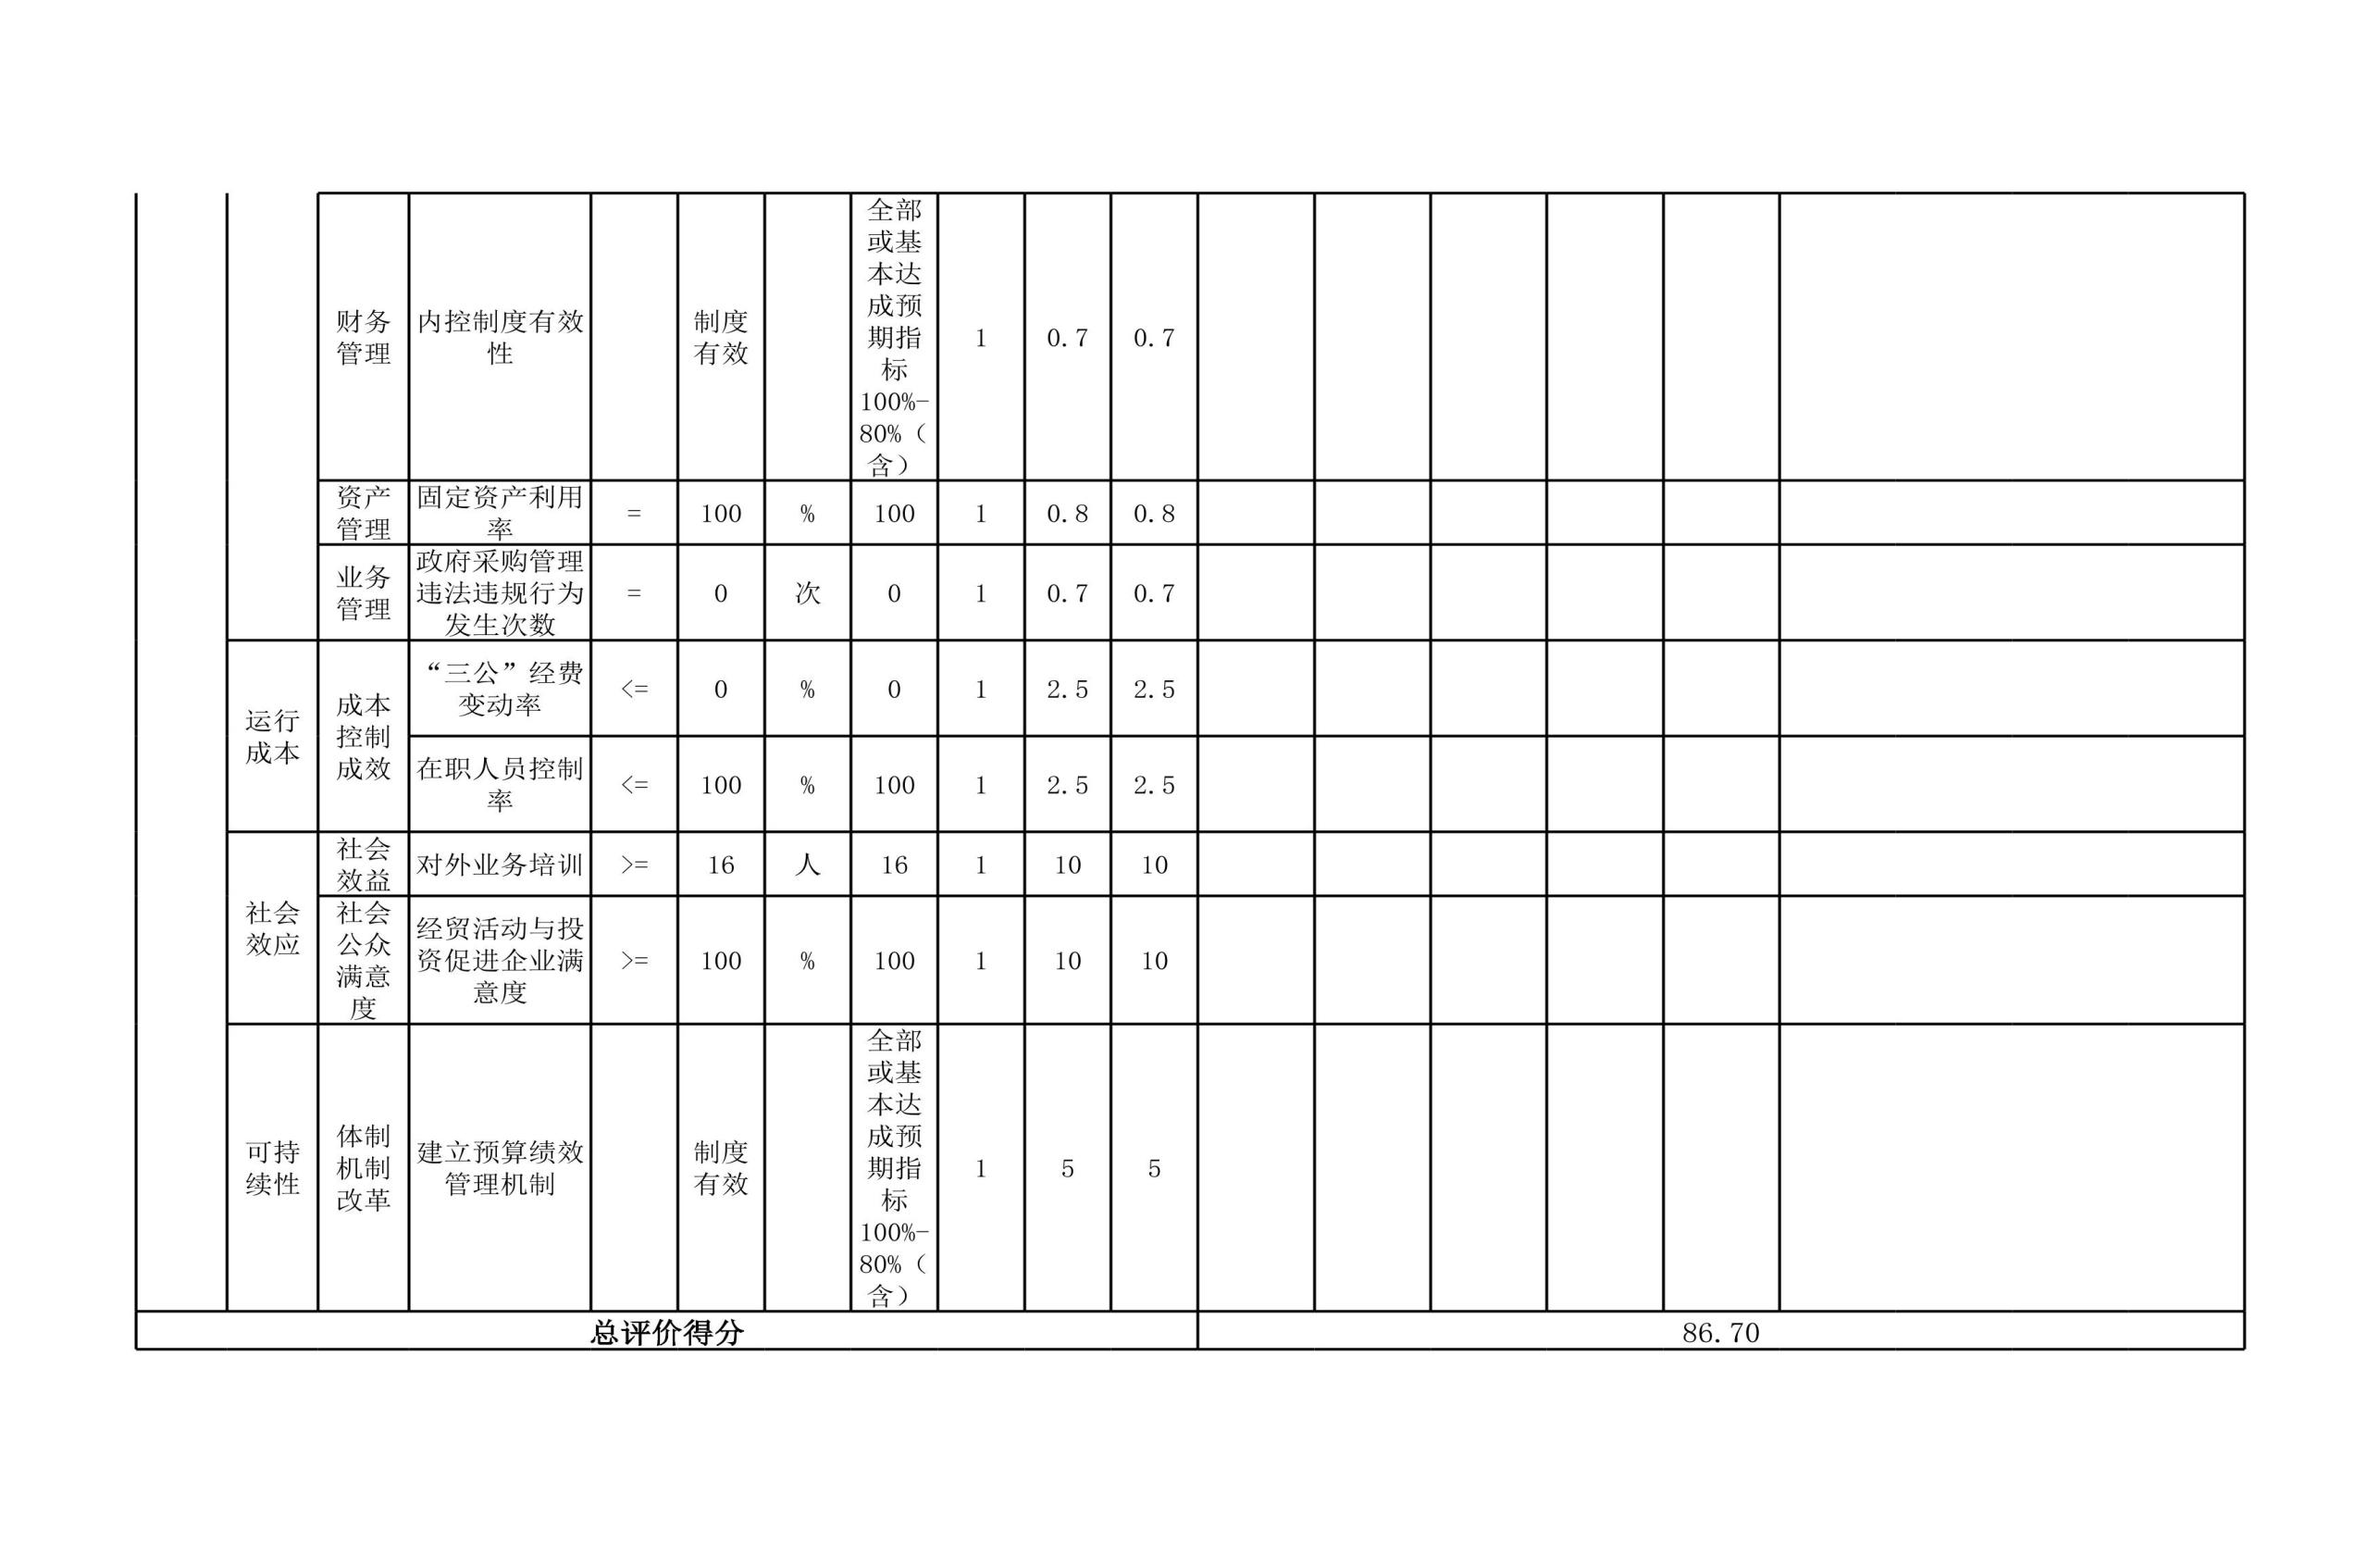 财务
管理
内控制度有效
性
制度
有效
全部
或基
本达
成预
期指
标
100%-
80%（
含）
1
0.7
0.7
资产
管理
固定资产利用
率
=
100
%
100
1
0.8
0.8
业务
管理
政府采购管理
违法违规行为
发生次数
=
0
次
0
1
0.7
0.7
运行
成本
成本
控制
成效
“三公”经费
变动率
<=
0
%
0
1
2.5
2.5
在职人员控制
率
<=
100
%
100
1
2.5
2.5
社会
效应
社会
效益
对外业务培训
>=
16
人
16
1
10
10
社会
公众
满意
度
经贸活动与投
资促进企业满
意度
>=
100
%
100
1
10
10
可持
续性
体制
机制
改革
建立预算绩效
管理机制
制度
有效
全部
或基
本达
成预
期指
标
100%-
80%（
含）
1
5
5
总评价得分
86.70